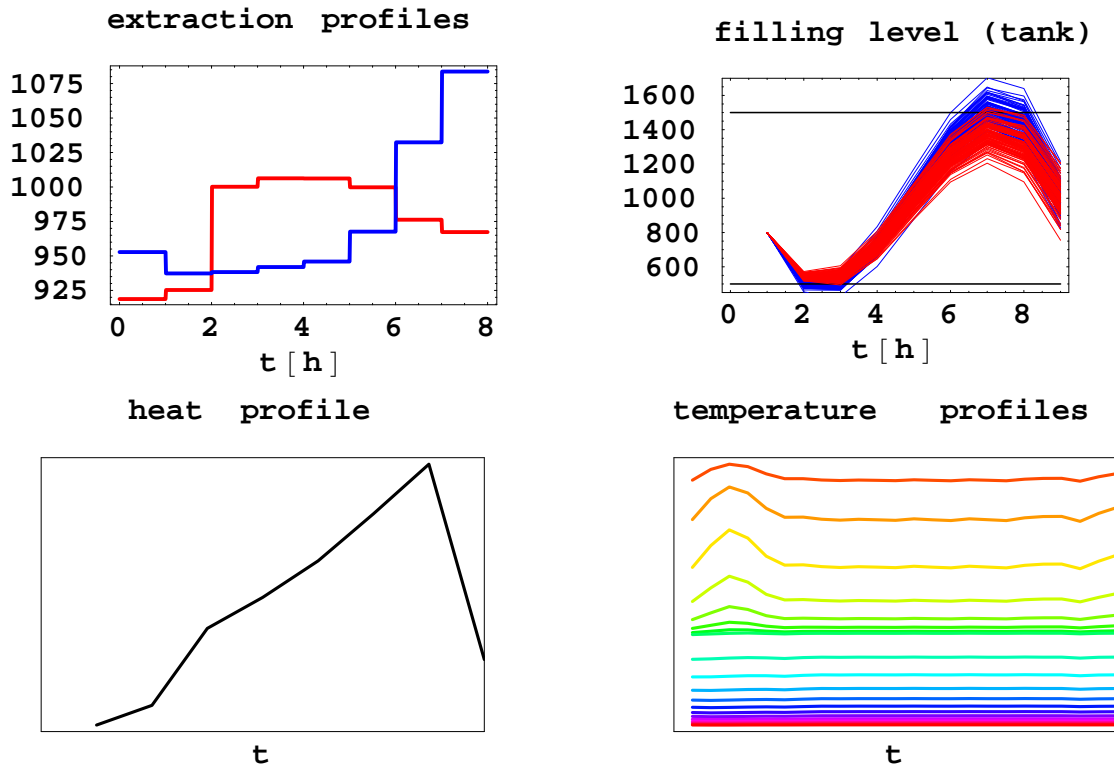 extraction profiles
1075
1050
1025
1000
975
950
925
0 2 4 6 8
t [h]
filling level (tank)
1600
1400
1200
1000
800
600
2 4 6 8
t [h]
heat profile
t
temperature profiles
t